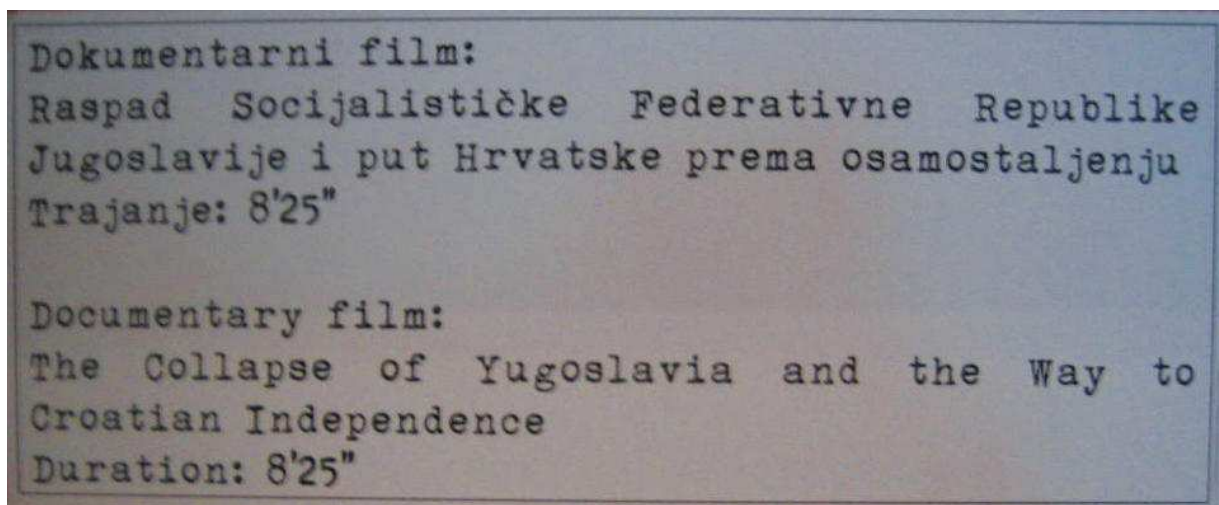 Dokumentarni film:
Raspad Socijalističke Federativne Republike
Jugoslavije i put Hrvatske prema osamostaljenju
Trajanje: 8'25"
Documentary film:
The Collapse of Yugoslavia and the Way to
Croatian Independence
Duration: 8'25"